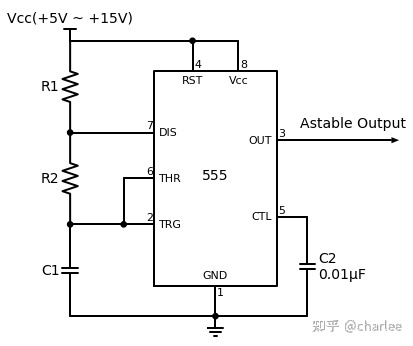 Vcc(+5V ~ +15V)
4
8
RST
Vcc
R1
7
DIS
Astable Output
OUT
3
6
THR
R2
555
2
TRG
CTL
5
C1
C2
0.01μF
GND
1
知乎 @charlee